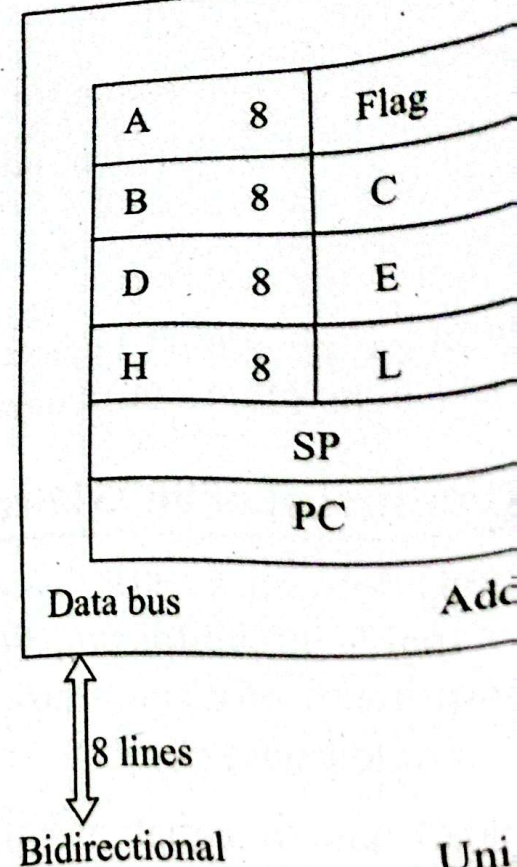 A 8 Flag
B 8 C
D 8 E
H 8 L
SP
PC
Data bus
8 lines
Bidirectional